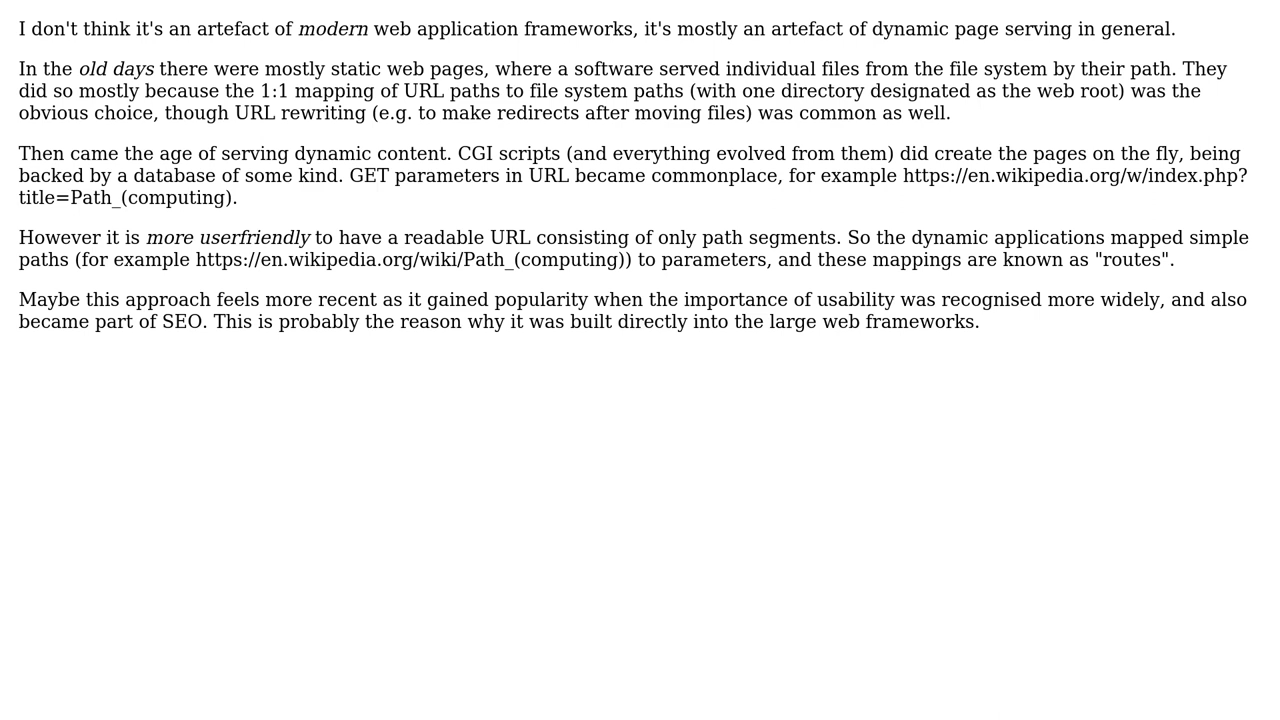 I don't think it's an artefact of modern web application frameworks, it's mostly an artefact of dynamic page serving in general.
In the old days there were mostly static web pages, where a software served individual files from the file system by their path. They
did so mostly because the 1:1 mapping of URL paths to file system paths (with one directory designated as the web root) was the
obvious choice, though URL rewriting (e.g. to make redirects after moving files) was common as well.
Then came the age of serving dynamic content. CGI scripts (and everything evolved from them) did create the pages on the fly, being
backed by a database of some kind. GET parameters in URL became commonplace, for example https://en.wikipedia.org/w/index.php?
title=Path_(computing).
However it is more userfriendly to have a readable URL consisting of only path segments. So the dynamic applications mapped simple
paths (for example https://en.wikipedia.org/wiki/Path_(computing)) to parameters, and these mappings are known as "routes".
Maybe this approach feels more recent as it gained popularity when the importance of usability was recognised more widely, and also
became part of SEO. This is probably the reason why it was built directly into the large web frameworks.